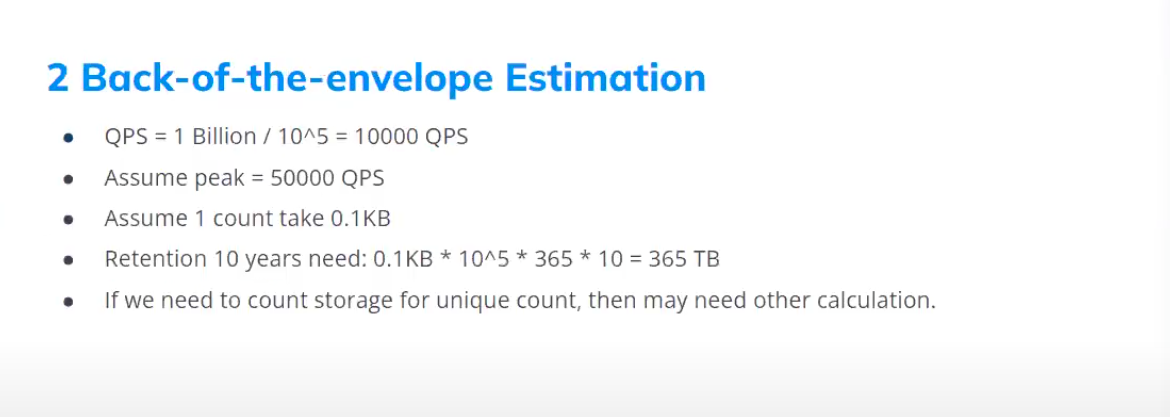 2 Back-of-the-envelope Estimation
• QPS = 1 Billion / 10^5 = 10000 QPS
• Assume peak = 50000 QPS
• Assume 1 count take 0.1KB
• Retention 10 years need: 0.1KB * 10^5 * 365 * 10 = 365 TB
• If we need to count storage for unique count, then may need other calculation.